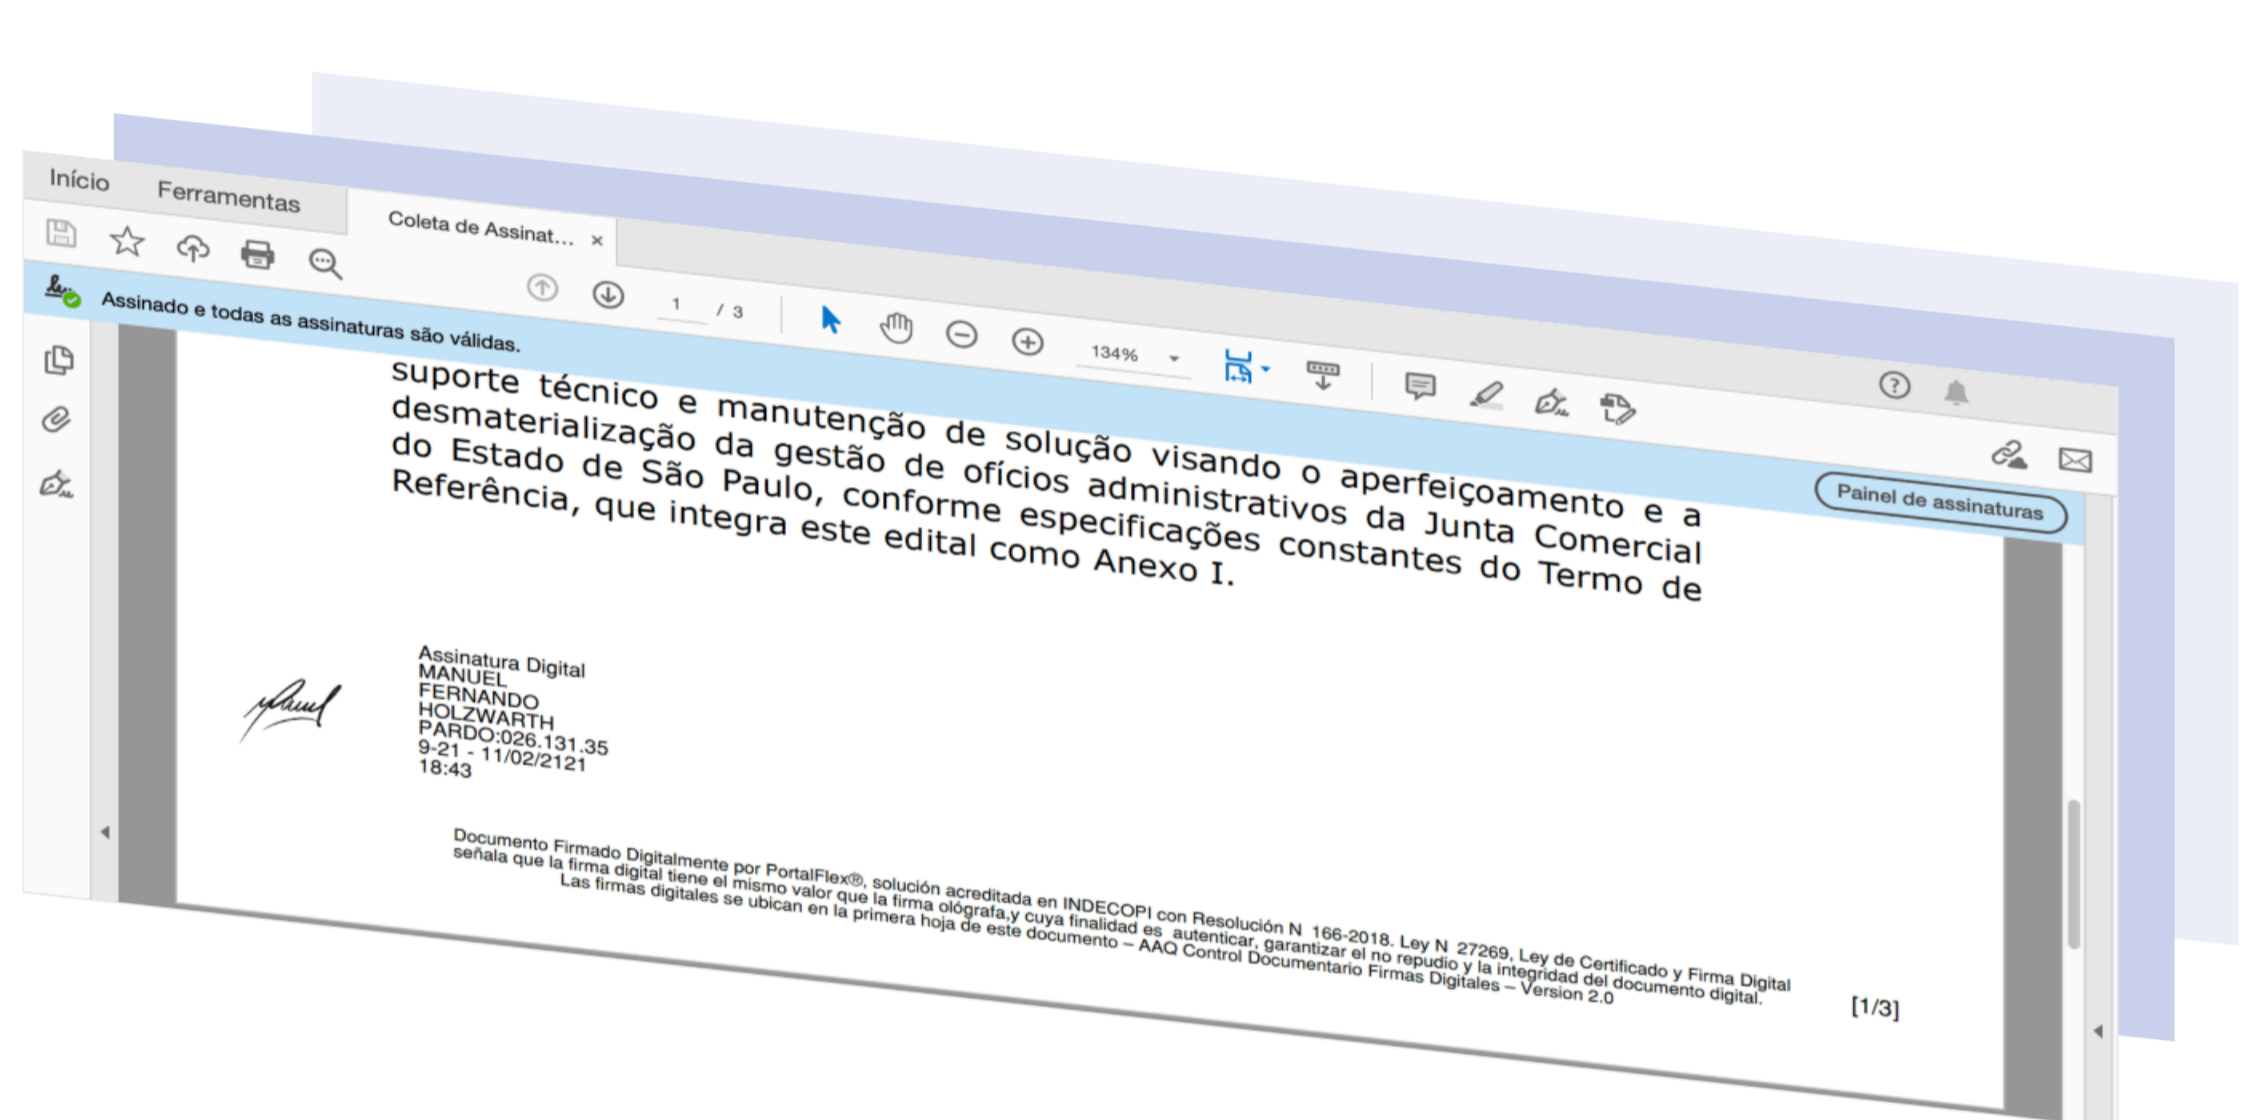 Início Ferramentas Coleta de Assinat... ×
1 / 3 134%
Assinado e todas as assinaturas são válidas. Painel de assinaturas
suporte técnico e manutenção de solução visando o aperfeiçoamento e a
desmaterialização da gestão de ofícios administrativos da Junta Comercial
do Estado de São Paulo, conforme especificações constantes do Termo de
Referência, que integra este edital como Anexo I.
Assinatura Digital
MANUEL
FERNANDO
HOLZWARTH
PARDO:026.131.35
9-21 - 11/02/2121
18:43
Documento Firmado Digitalmente por PortalFlex®, solución acreditada en INDECOPI con Resolución N 166-2018. Ley N 27269, Ley de Certificado y Firma Digital
señala que la firma digital tiene el mismo valor que la firma ológrafa,y cuya finalidad es autenticar, garantizar el no repudio y la integridad del documento digital.
Las firmas digitales se ubican en la primera hoja de este documento – AAQ Control Documentario Firmas Digitales – Version 2.0
[1/3]